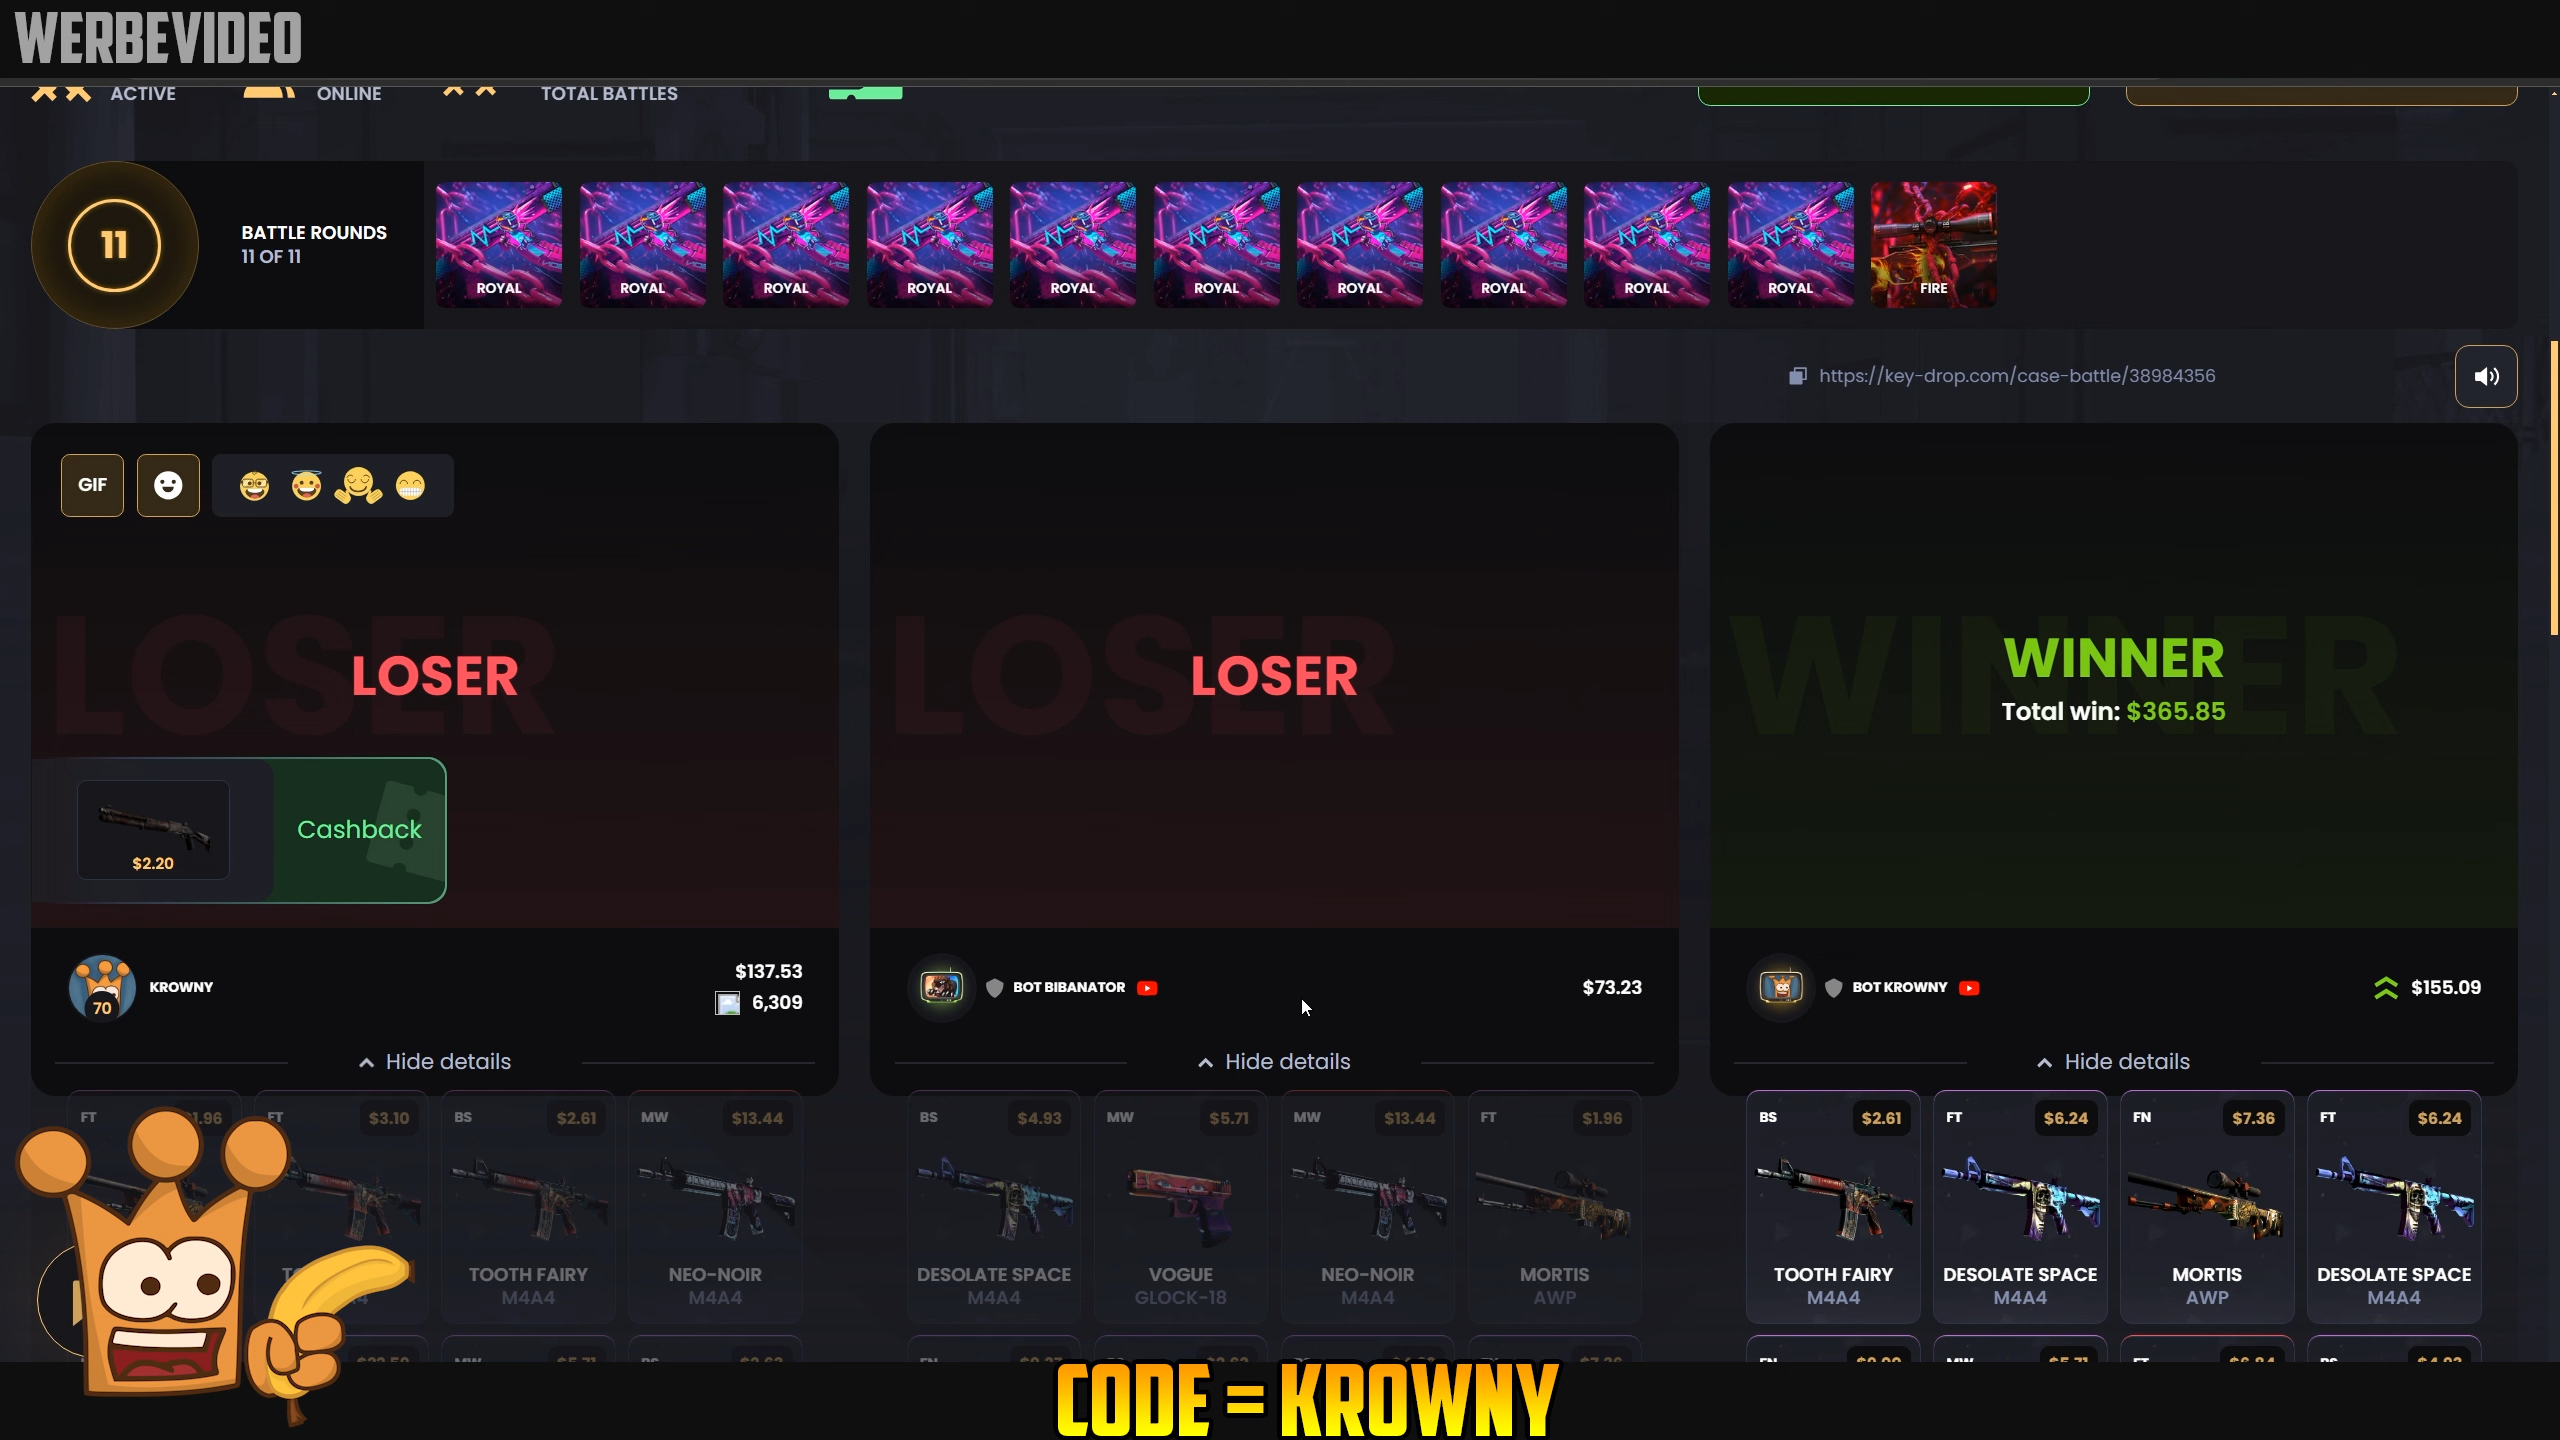 WERBEVIDEO
ACTIVE
ONLINE
TOTAL BATTLES
11
BATTLE ROUNDS
11 OF 11
ROYAL
ROYAL
ROYAL
ROYAL
ROYAL
ROYAL
ROYAL
ROYAL
ROYAL
ROYAL
FIRE
https://key-drop.com/case-battle/38984356
GIF
LOSER
LOSER
$2.20
Cashback
KROWNY
70
$137.53
6,309
Hide details
LOSER
LOSER
BOT BIBANATOR
$73.23
Hide details
WINNER
WINNER
Total win: $365.85
BOT KROWNY
$155.09
Hide details
FT
FT $3.10
BS $2.61
MW $13.44
TOOTH FAIRY
M4A4
NEO-NOIR
M4A4
BS $4.93
MW $5.71
MW $13.44
FT $1.96
DESOLATE SPACE
M4A4
VOGUE
GLOCK-18
NEO-NOIR
M4A4
MORTIS
AWP
BS $2.61
FT $6.24
FN $7.36
FT $6.24
TOOTH FAIRY
M4A4
DESOLATE SPACE
M4A4
MORTIS
AWP
DESOLATE SPACE
M4A4
CODE = KROWNY